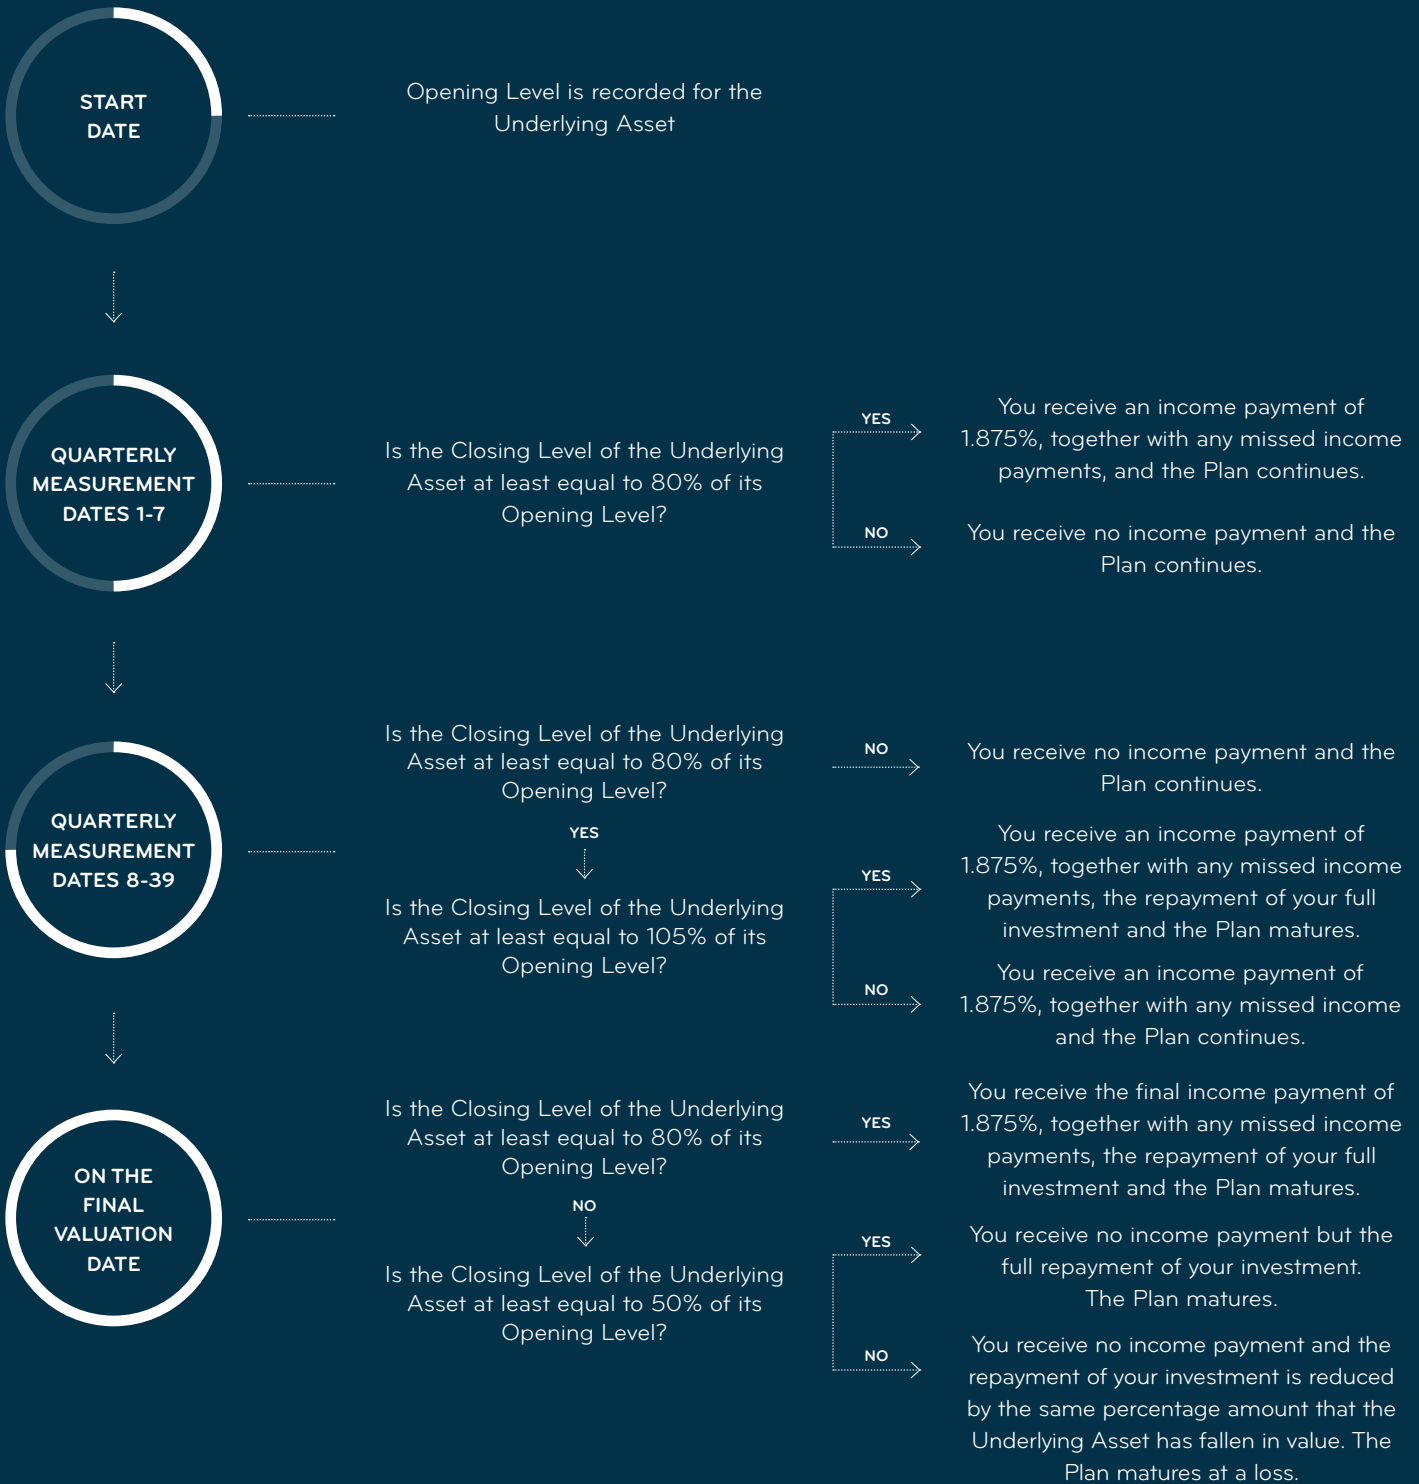 START
DATE
Opening Level is recorded for the
Underlying Asset
QUARTERLY
MEASUREMENT
DATES 1-7
Is the Closing Level of the Underlying
Asset at least equal to 80% of its
Opening Level?
YES
You receive an income payment of
1.875%, together with any missed income
payments, and the Plan continues.
NO
You receive no income payment and the
Plan continues.
QUARTERLY
MEASUREMENT
DATES 8-39
Is the Closing Level of the Underlying
Asset at least equal to 80% of its
Opening Level?
NO
You receive no income payment and the
Plan continues.
YES
Is the Closing Level of the Underlying
Asset at least equal to 105% of its
Opening Level?
YES
You receive an income payment of
1.875%, together with any missed income
payments, the repayment of your full
investment and the Plan matures.
NO
You receive an income payment of
1.875%, together with any missed income
and the Plan continues.
ON THE
FINAL
VALUATION
DATE
Is the Closing Level of the Underlying
Asset at least equal to 80% of its
Opening Level?
YES
You receive the final income payment of
1.875%, together with any missed income
payments, the repayment of your full
investment and the Plan matures.
NO
Is the Closing Level of the Underlying
Asset at least equal to 50% of its
Opening Level?
YES
You receive no income payment but the
full repayment of your investment.
The Plan matures.
NO
You receive no income payment and the
repayment of your investment is reduced
by the same percentage amount that the
Underlying Asset has fallen in value. The
Plan matures at a loss.